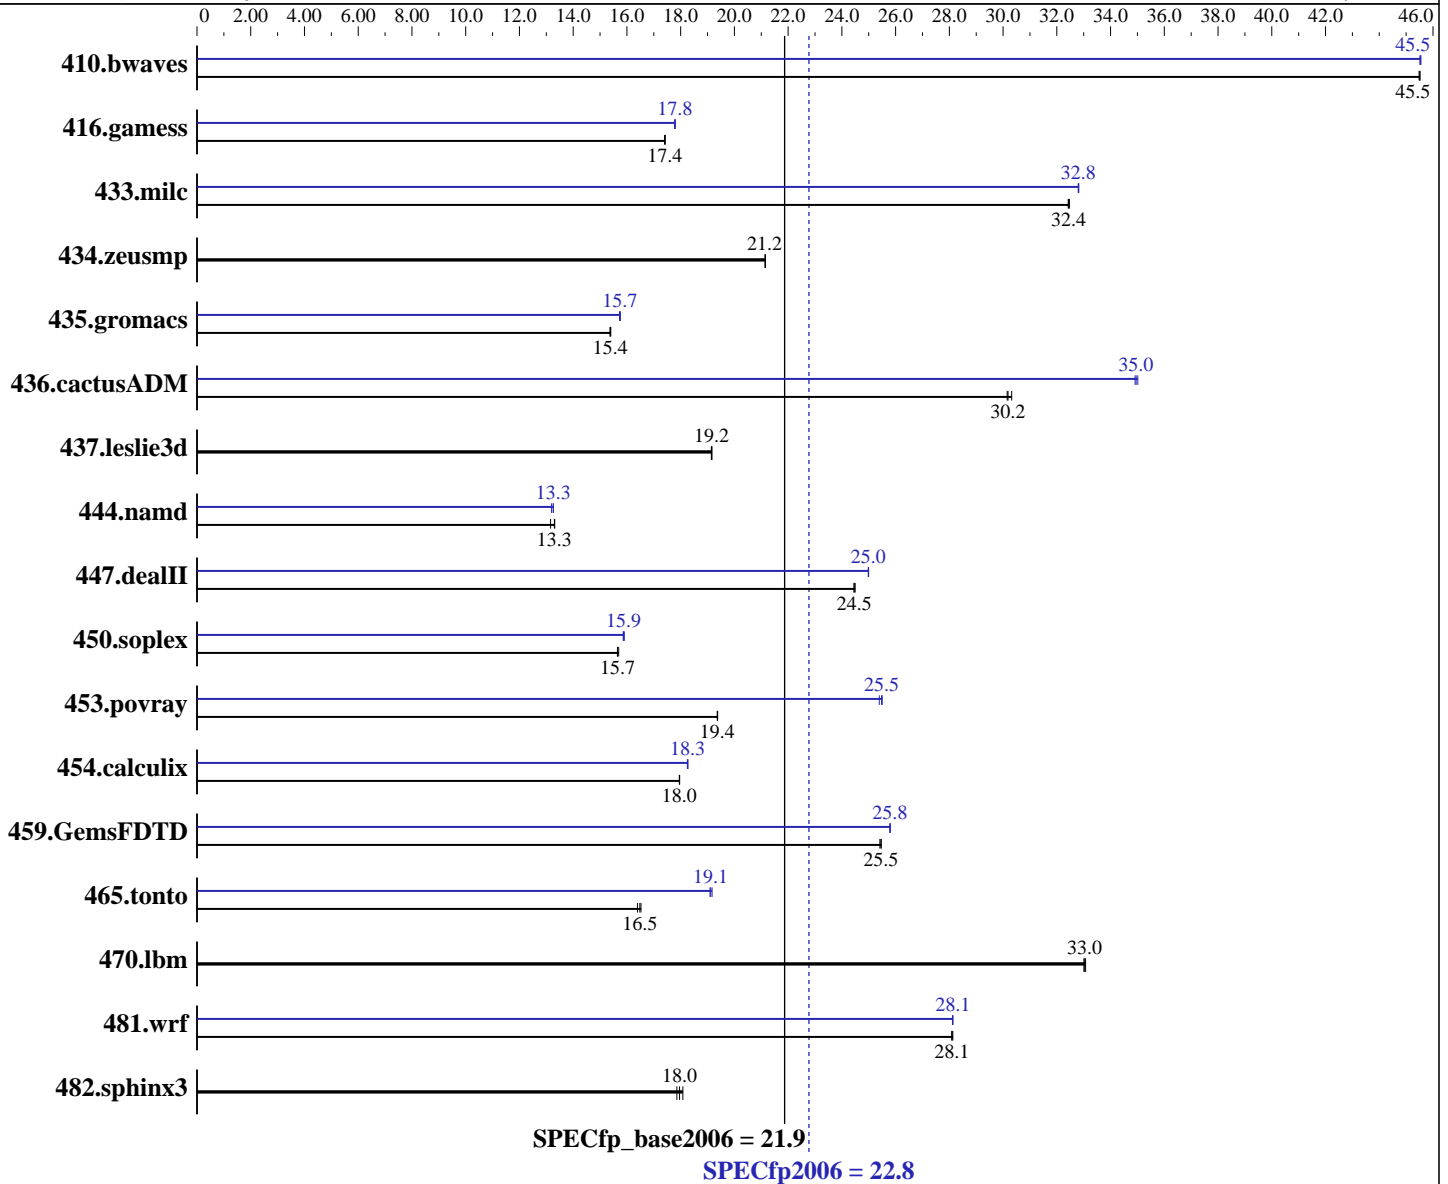 0 2.00 4.00 6.00 8.00 10.0 12.0 14.0 16.0 18.0 20.0 22.0 24.0 26.0 28.0 30.0 32.0 34.0 36.0 38.0 40.0 42.0 46.0
410.bwaves
45.5
45.5
416.gamess
17.8
17.4
433.milc
32.8
32.4
434.zeusmp
21.2
435.gromacs
15.7
15.4
436.cactusADM
35.0
30.2
437.leslie3d
19.2
444.namd
13.3
13.3
447.dealII
25.0
24.5
450.soplex
15.9
15.7
453.povray
25.5
19.4
454.calculix
18.3
18.0
459.GemsFDTD
25.8
25.5
465.tonto
19.1
16.5
470.lbm
33.0
481.wrf
28.1
28.1
482.sphinx3
18.0
SPECfp_base2006 = 21.9
SPECfp2006 = 22.8